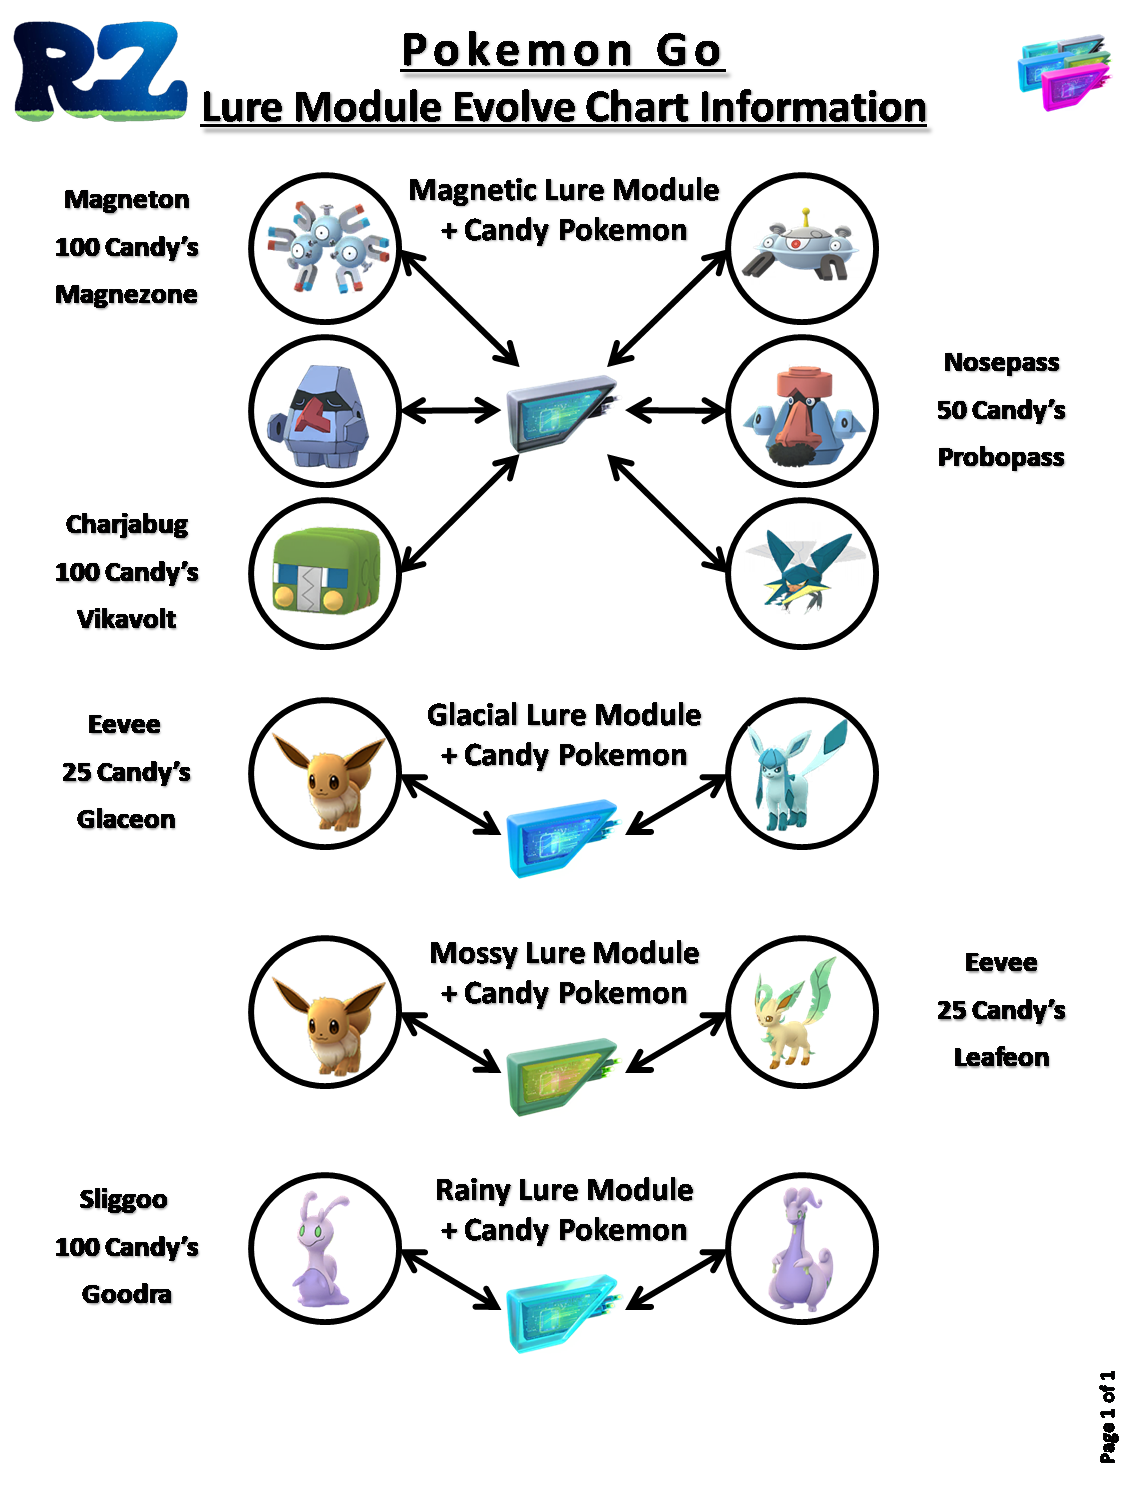 RZ
Pokemon Go
Lure Module Evolve Chart Information
Magneton
100 Candy's
Magnezone
Magnetic Lure Module
+ Candy Pokemon
Nosepass
50 Candy's
Probopass
Charjabug
100 Candy's
Vikavolt
Eevee
25 Candy's
Glaceon
Glacial Lure Module
+ Candy Pokemon
Mossy Lure Module
+ Candy Pokemon
Eevee
25 Candy's
Leafeon
Sliggoo
100 Candy's
Goodra
Rainy Lure Module
+ Candy Pokemon
Page 1 of 1